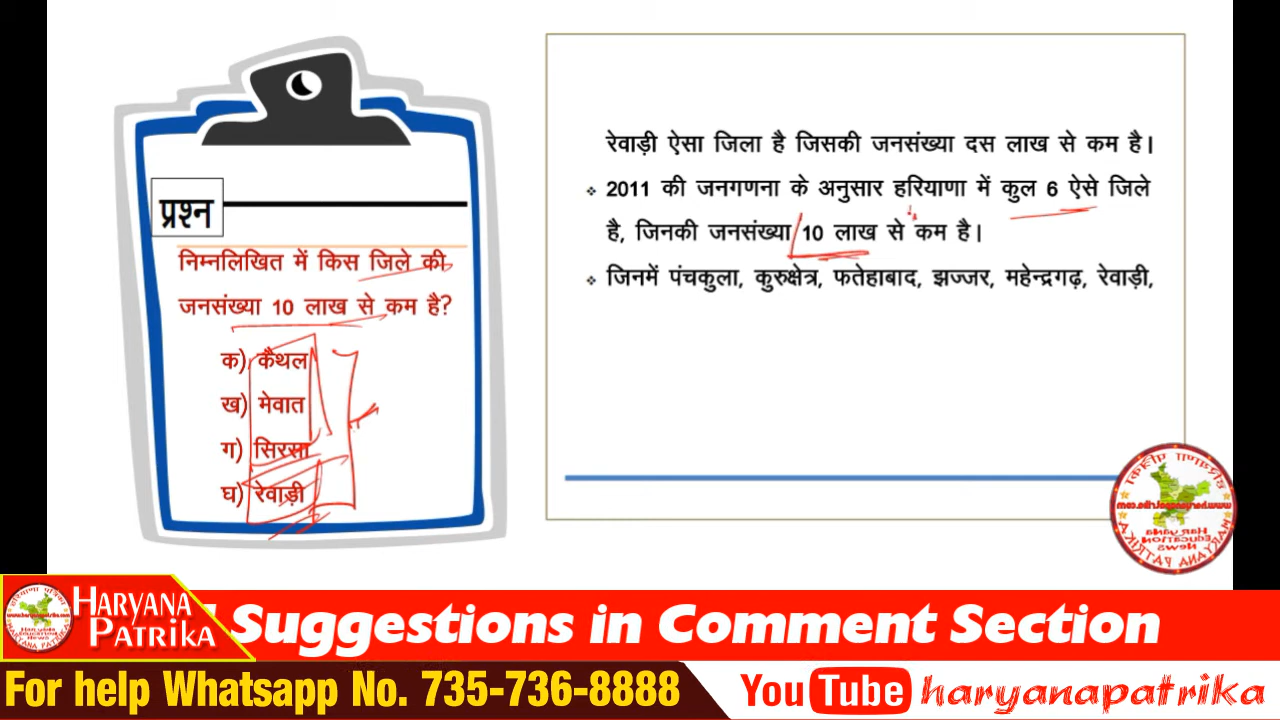 प्रश्न
निम्नलिखित में किस जिले की
जनसंख्या 10 लाख से कम है?
क) कैथल
ख) मेवात
ग) सिरसा
घ) रेवाड़ी
रेवाड़ी ऐसा जिला है जिसकी जनसंख्या दस लाख से कम है।
❖ 2011 की जनगणना के अनुसार हरियाणा में कुल 6 ऐसे जिले
है, जिनकी जनसंख्या 10 लाख से कम है।
❖ जिनमें पंचकुला, कुरुक्षेत्र, फतेहाबाद, झज्जर, महेन्द्रगढ़, रेवाड़ी,
HARYANA
PATRIKA
Suggestions in Comment Section
For help Whatsapp No. 735-736-8888
YouTube haryanapatrika